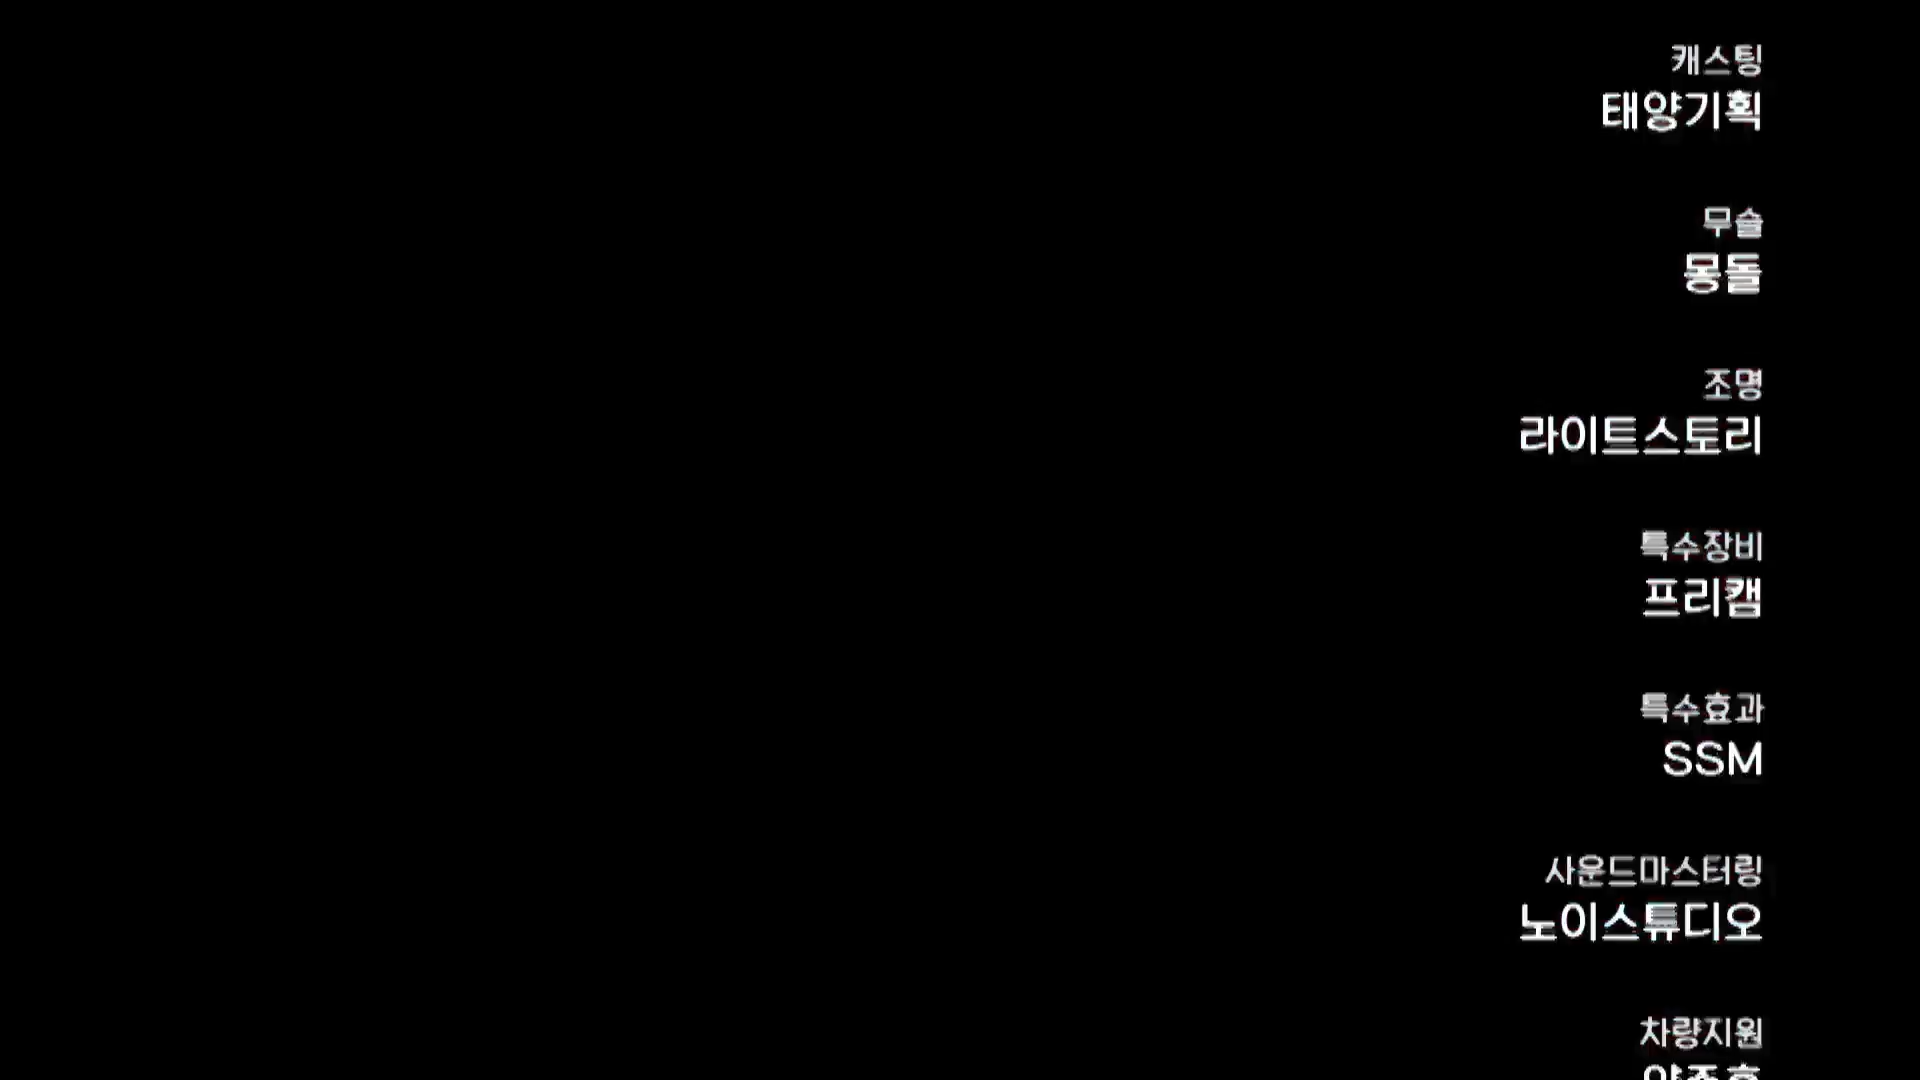 캐스팅
태양기획
무술
몽돌
조명
라이트스토리
특수장비
프리캠
특수효과
SSM
사운드마스터링
노이스튜디오
차량지원